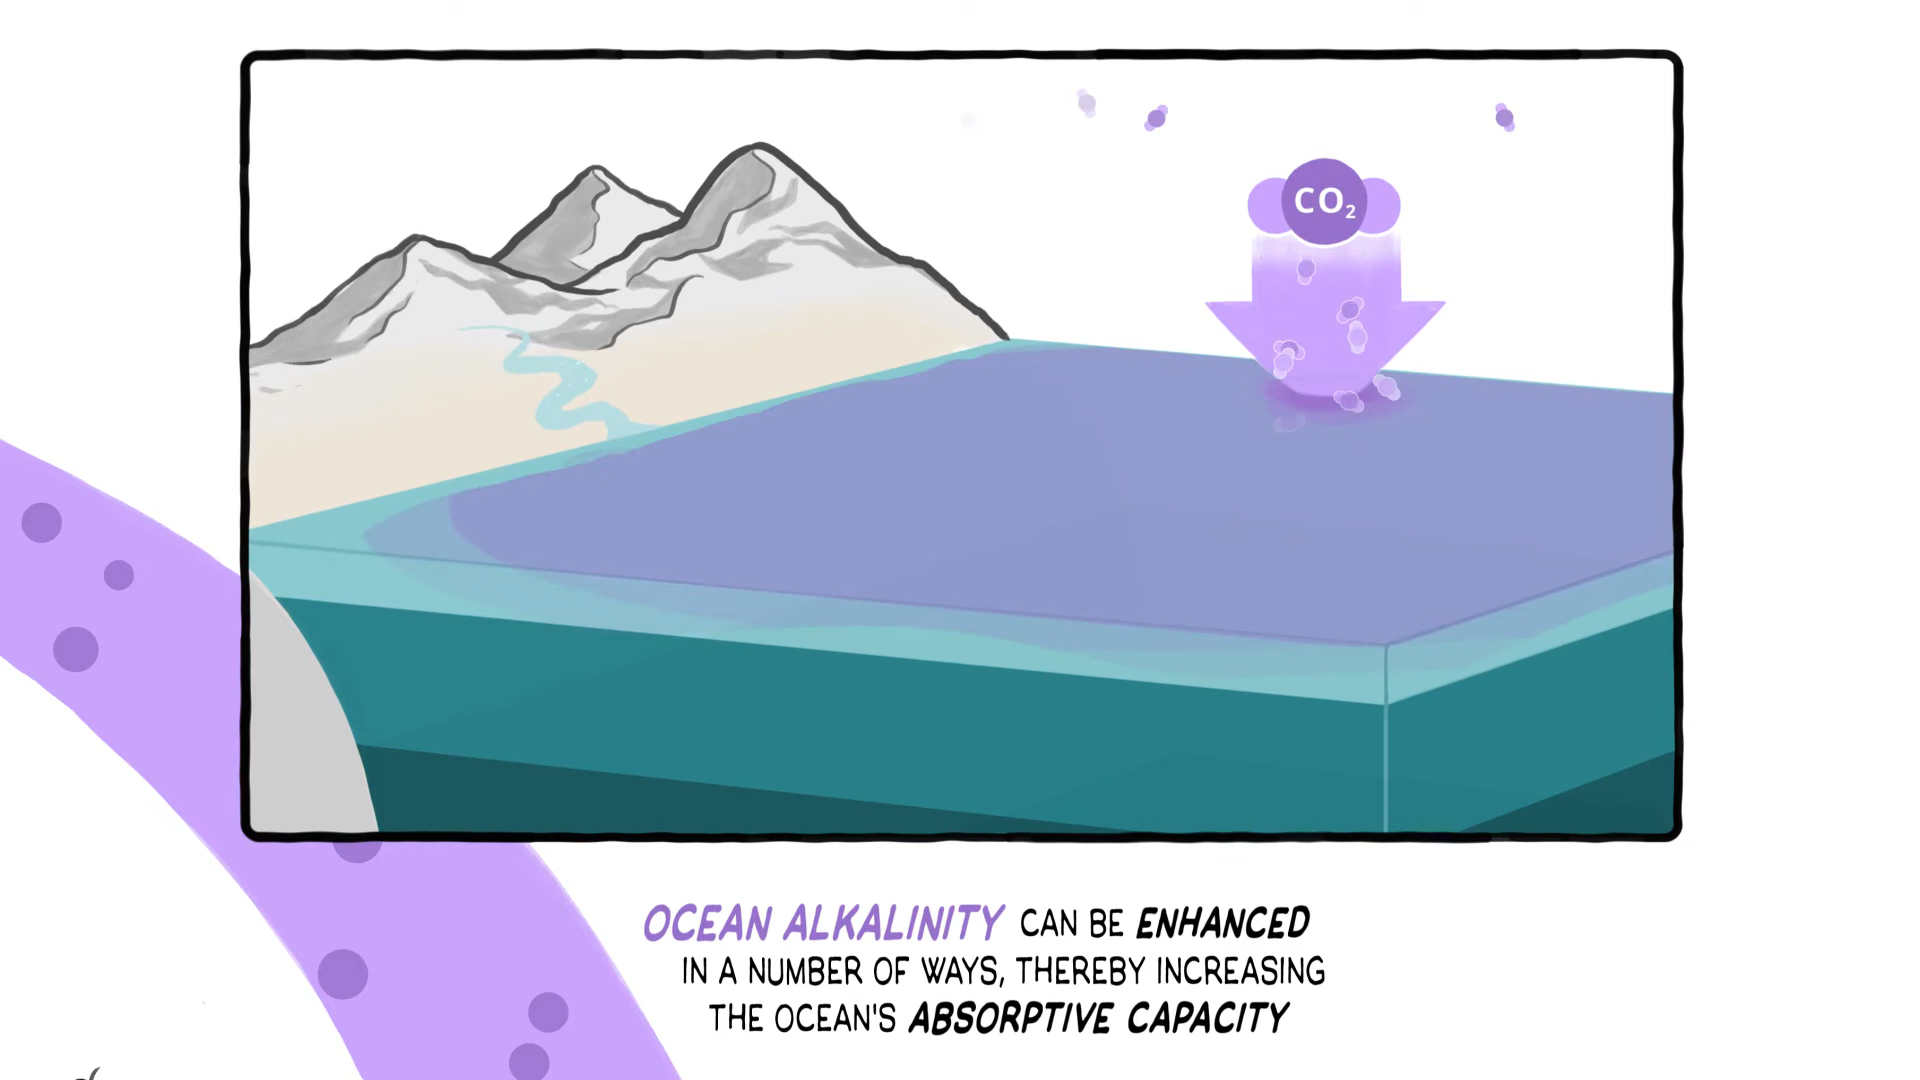 CO₂
OCEAN ALKALINITY CAN BE ENHANCED
IN A NUMBER OF WAYS, THEREBY INCREASING
THE OCEAN'S ABSORPTIVE CAPACITY